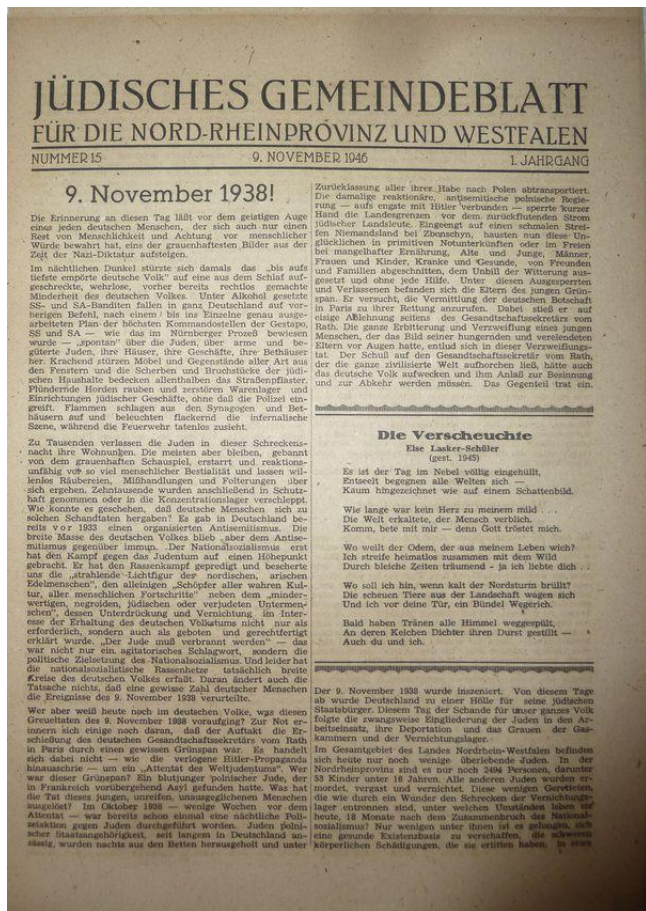 JÜDISCHES GEMEINDEBLATT
FÜR DIE NORD-RHEINPROVINZ UND WESTFALEN
NUMMER 15 9. NOVEMBER 1946 1. JAHRGANG
9. November 1938!
Die Erinnerung an diesen Tag läßt vor dem geistigen Auge
eines jeden deutschen Menschen, der sich auch nur einen
Rest von Menschlichkeit und Achtung vor menschlicher
Würde bewahrt hat, eins der grauenhaftesten Bilder aus der
Zeit der Nazi-Diktatur aufsteigen.
Im nächtlichen Dunkel stürzte sich damals das „bis aufs
tiefste empörte deutsche Volk" auf eine aus dem Schlaf auf-
geschreckte, wehrlose, vorher bereits rechtlos gemachte
Minderheit des deutschen Volkes. Unter Alkohol gesetzte
SS- und SA-Banditen fallen in ganz Deutschland auf vor-
herigen Befehl, nach einem bis ins Einzelne genau ausge-
arbeiteten Plan der höchsten Kommandostellen der Gestapo,
SS und SA — wie das im Nürnberger Prozeß bewiesen
wurde — „spontan" über die Juden, über arme und be-
güterte Juden, ihre Häuser, ihre Geschäfte, ihre Bethäuser
her. Krachend stürzen Möbel und Gegenstände aller Art aus
den Fenstern und die Scherben und Bruchstücke der jüdi-
schen Haushalte bedecken allenthalben das Straßenpflaster.
Plündernde Horden rauben und zerstören Warenlager und
Einrichtungen jüdischer Geschäfte, ohne daß die Polizei ein-
greift. Flammen schlagen aus den Synagogen und Bet-
häusern auf und beleuchten flackernd die infernalische
Szene, während die Feuerwehr tatenlos zusieht.
Zu Tausenden verlassen die Juden in dieser Schreckens-
nacht ihre Wohnungen. Die meisten aber bleiben, gebannt
von dem grauenhaften Schauspiel, erstarrt und reaktions-
unfähig vor so viel menschlicher Bestialität und lassen wil-
lenlos Räubereien, Mißhandlungen und Folterungen über
sich ergehen. Zehntausende wurden anschließend in Schutz-
haft genommen oder in die Konzentrationslager verschleppt.
Wie konnte es geschehen, daß deutsche Menschen sich zu
solchen Schandtaten hergaben? Es gab in Deutschland be-
reits vor 1933 einen organisierten Antisemitismus. Die
breite Masse des deutschen Volkes blieb aber dem Antise-
mitismus gegenüber immun. Der Nationalsozialismus erst
hat den Kampf gegen das Judentum auf einen Höhepunkt
gebracht. Er hat den Rassenkampf gepredigt und bescherte
uns die „strahlende" Lichtfigur des nordischen, arischen
Edelmenschen", den alleinigen „Schöpfer aller wahren Kul-
tur, aller menschlichen Fortschritte" neben dem „minder-
wertigen, negroiden, jüdischen oder verjudeten Untermen-
schen", dessen Unterdrückung und Vernichtung im Inter-
esse der Erhaltung des deutschen Volkstums nicht nur als
erforderlich, sondern auch als geboten und gerechtfertigt
erklärt wurde. „Der Jude muß verbrannt werden" — das
war nicht nur ein agitatorisches Schlagwort, sondern die
politische Zielsetzung des Nationalsozialismus. Und leider hat
die nationalsozialistische Rassenhetze tatsächlich breite
Kreise des deutschen Volkes erfaßt. Daran ändert auch die
Tatsache nichts, daß eine gewisse Zahl deutscher Menschen
die Ereignisse des 9. November 1938 verurteilte.
Wer aber weiß heute noch im deutschen Volke, was diesen
Greueltaten des 9. November 1938 voraufging? Zur Not er-
innern sich einige noch daran, daß der Auftakt die Er-
schießung des deutschen Gesandtschaftssekretärs vom Rath
in Paris durch einen gewissen Grünspan war. Es handelt
sich dabei nicht — wie die verlogene Hitler-Propaganda
hinausschrie — um ein „Attentat des Weltjudentums". Wer
war dieser Grünspan? Ein blutjunger polnischer Jude, der
in Frankreich vorübergehend Asyl gefunden hatte. Was hat
die Tat dieses jungen, unreifen, unausgeglichenen Menschen
ausgelöst? Im Oktober 1938 — wenige Wochen vor dem
Attentat — war bereits schon einmal eine nächtliche Poli-
zeiaktion gegen Juden durchgeführt worden. Juden polni-
scher Staatsangehörigkeit, seit langem in Deutschland an-
sässig, wurden nachts aus den Betten herausgeholt und unter
Zurücklassung aller ihrer Habe nach Polen abtransportiert.
Die damalige reaktionäre, antisemitische polnische Regie-
rung — aufs engste mit Hitler verbunden — sperrte kurzer
Hand die Landesgrenzen vor dem zurückflutenden Strom
jüdischer Landsleute. Eingeengt auf einen schmalen Strei-
fen Niemandsland bei Zbonschyn, hausten nun diese Un-
glücklichen in primitiven Notunterkünften oder im Freien
bei mangelhafter Ernährung, Alte und Junge, Männer,
Frauen und Kinder, Kranke und Gesunde, von Freunden
und Familien abgeschnitten, dem Unbill der Witterung aus-
gesetzt und ohne jede Hilfe. Unter diesen Ausgesperrten
und Verlassenen befanden sich die Eltern des jungen Grün-
span. Er versucht, die Vermittlung der deutschen Botschaft
in Paris zu ihrer Rettung anzurufen. Dabei stieß er auf
eisige Ablehnung seitens des Gesandtschaftssekretärs vom
Rath. Die ganze Erbitterung und Verzweiflung eines jungen
Menschen, der das Bild seiner hungernden und verelendeten
Eltern vor Augen hatte, entlud sich in dieser Verzweiflungs-
tat. Der Schuß auf den Gesandtschaftssekretär vom Rath,
der die ganze zivilisierte Welt aufhorchen ließ, hätte auch
das deutsche Volk aufwecken und ihm Anlaß zur Besinnung
und zur Abkehr werden müssen. Das Gegenteil trat ein.
Die Verscheuchte
Else Lasker-Schüler
(gest. 1945)
Es ist der Tag im Nebel völlig eingehüllt,
Entseelt begegnen alle Welten sich —
Kaum hingezeichnet wie auf einem Schattenbild.
Wie lange war kein Herz zu meinem mild . . .
Die Welt erkaltete, der Mensch verblich.
Komm, bete mit mir — denn Gott tröstet mich.
Wo weilt der Odem, der aus meinem Leben wich?
Ich streife heimatlos zusammen mit dem Wild
Durch bleiche Zeiten träumend - ja ich liebte dich . .
Wo soll ich hin, wenn kalt der Nordsturm brüllt?
Die scheuen Tiere aus der Landschaft wagen sich
Und ich vor deine Tür, ein Bündel Wegerich.
Bald haben Tränen alle Himmel weggespült,
An deren Kelchen Dichter ihren Durst gestillt —
Auch du und ich.
Der 9. November 1938 wurde inszeniert. Von diesem Tage
ab wurde Deutschland zu einer Hölle für seine jüdischen
Staatsbürger. Diesem Tag der Schande für unser ganzes Volk
folgte die zwangsweise Eingliederung der Juden in den Ar-
beitseinsatz, ihre Deportation und das Grauen der Gas-
kammern und der Vernichtungslager.
Im Gesamtgebiet des Landes Nordrhein-Westfalen befinden
sich heute nur noch wenige überlebende Juden. In der
Nordrheinprovinz sind es nur noch 2494 Personen, darunter
58 Kinder unter 16 Jahren. Alle anderen Juden wurden er-
mordet, vergast und vernichtet. Diese wenigen Geretteten,
die wie durch ein Wunder den Schrecken der Vernichtungs-
lager entronnen sind, unter welchen Umständen leben sie
heute, 18 Monate nach dem Zusammenbruch des National-
sozialismus? Nur wenigen unter ihnen ist es gelungen, sich
eine gesunde Existenzbasis zu verschaffen, die schweren
körperlichen Schädigungen, die sie erlitten haben, in etwa